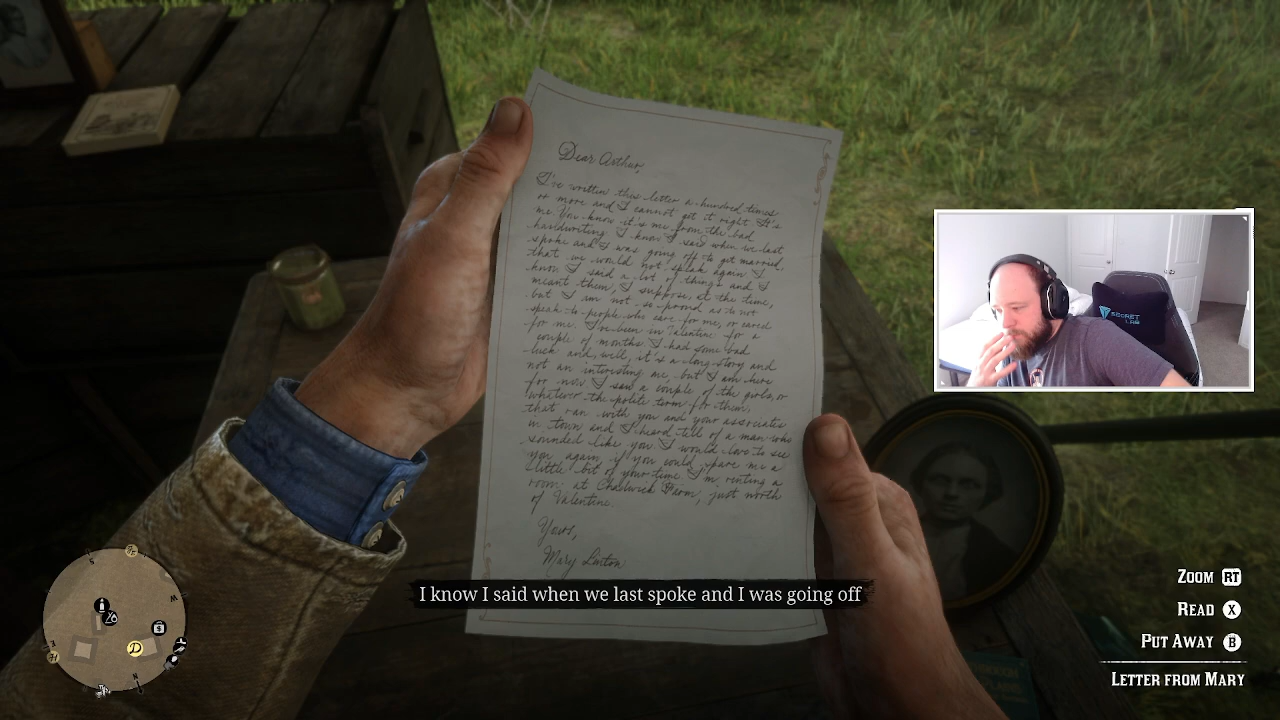 Dear Arthur,
I've written this letter a hundred times
or more and I cannot get it right. It's
me. You know it's me from the bad
handwriting. I know I said when we last
spoke and I was going off to get married,
that we would not speak again. I
know I said a lot of things and I
meant them, I suppose, at the time,
but I am not so proud as to not
speak to people who care for me, or cared
for me. I've been in Valentine for a
couple of months. I had some bad
luck and, well, it's a long story and
not an interesting one, but I am here
for now. I saw a couple of the girls, or
whatever the polite term for them,
that ran with you and your associates
in town and I heard tell of a man who
sounded like you. I would love to see
you again if you could spare me a
little bit of your time. I'm renting a
room at Chadwick Farm, just north
of Valentine.
Yours,
Mary Linton
I know I said when we last spoke and I was going off
SECRET
LAB
ZOOM RT
READ X
PUT AWAY B
LETTER FROM MARY